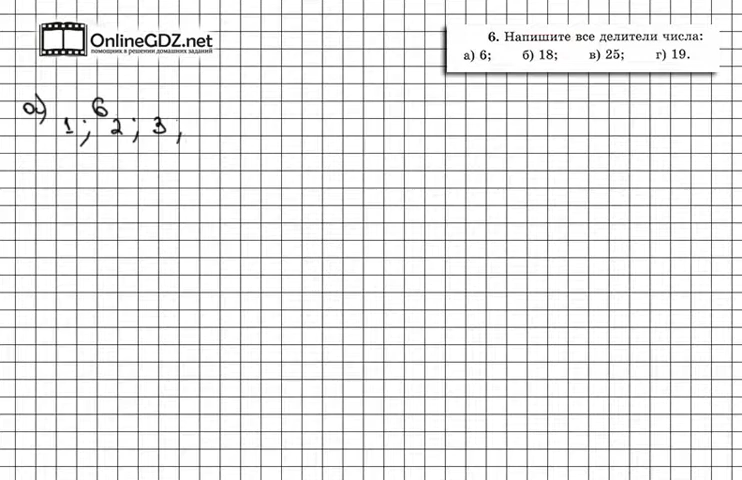 OnlineGDZ.net
помощник в решении домашних заданий
6. Напишите все делители числа:
а) 6; б) 18; в) 25; г) 19.
а) 6
1; 2; 3;